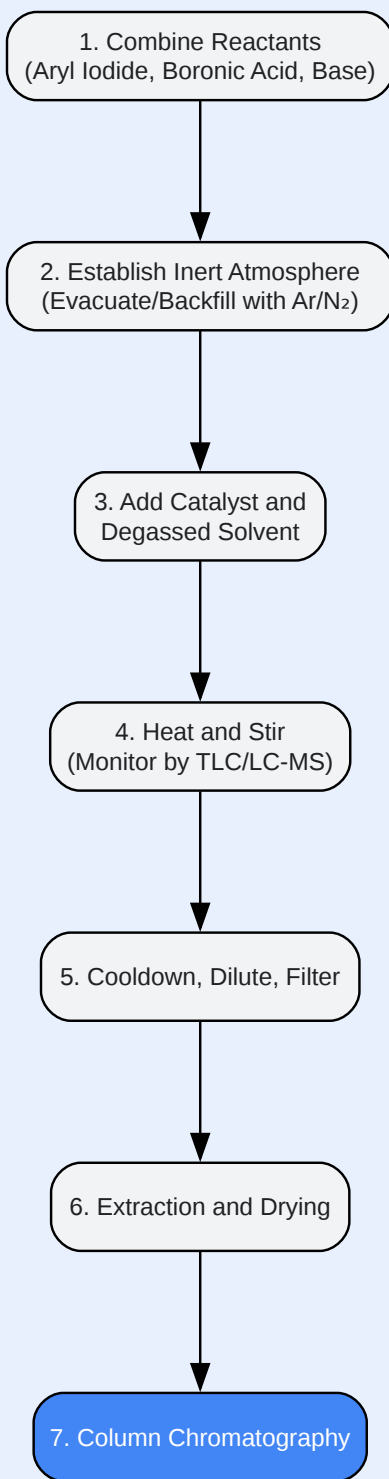 1. Combine Reactants
(Aryl Iodide, Boronic Acid, Base)
2. Establish Inert Atmosphere
(Evacuate/Backfill with Ar/N₂)
3. Add Catalyst and
Degassed Solvent
4. Heat and Stir
(Monitor by TLC/LC-MS)
5. Cooldown, Dilute, Filter
6. Extraction and Drying
7. Column Chromatography